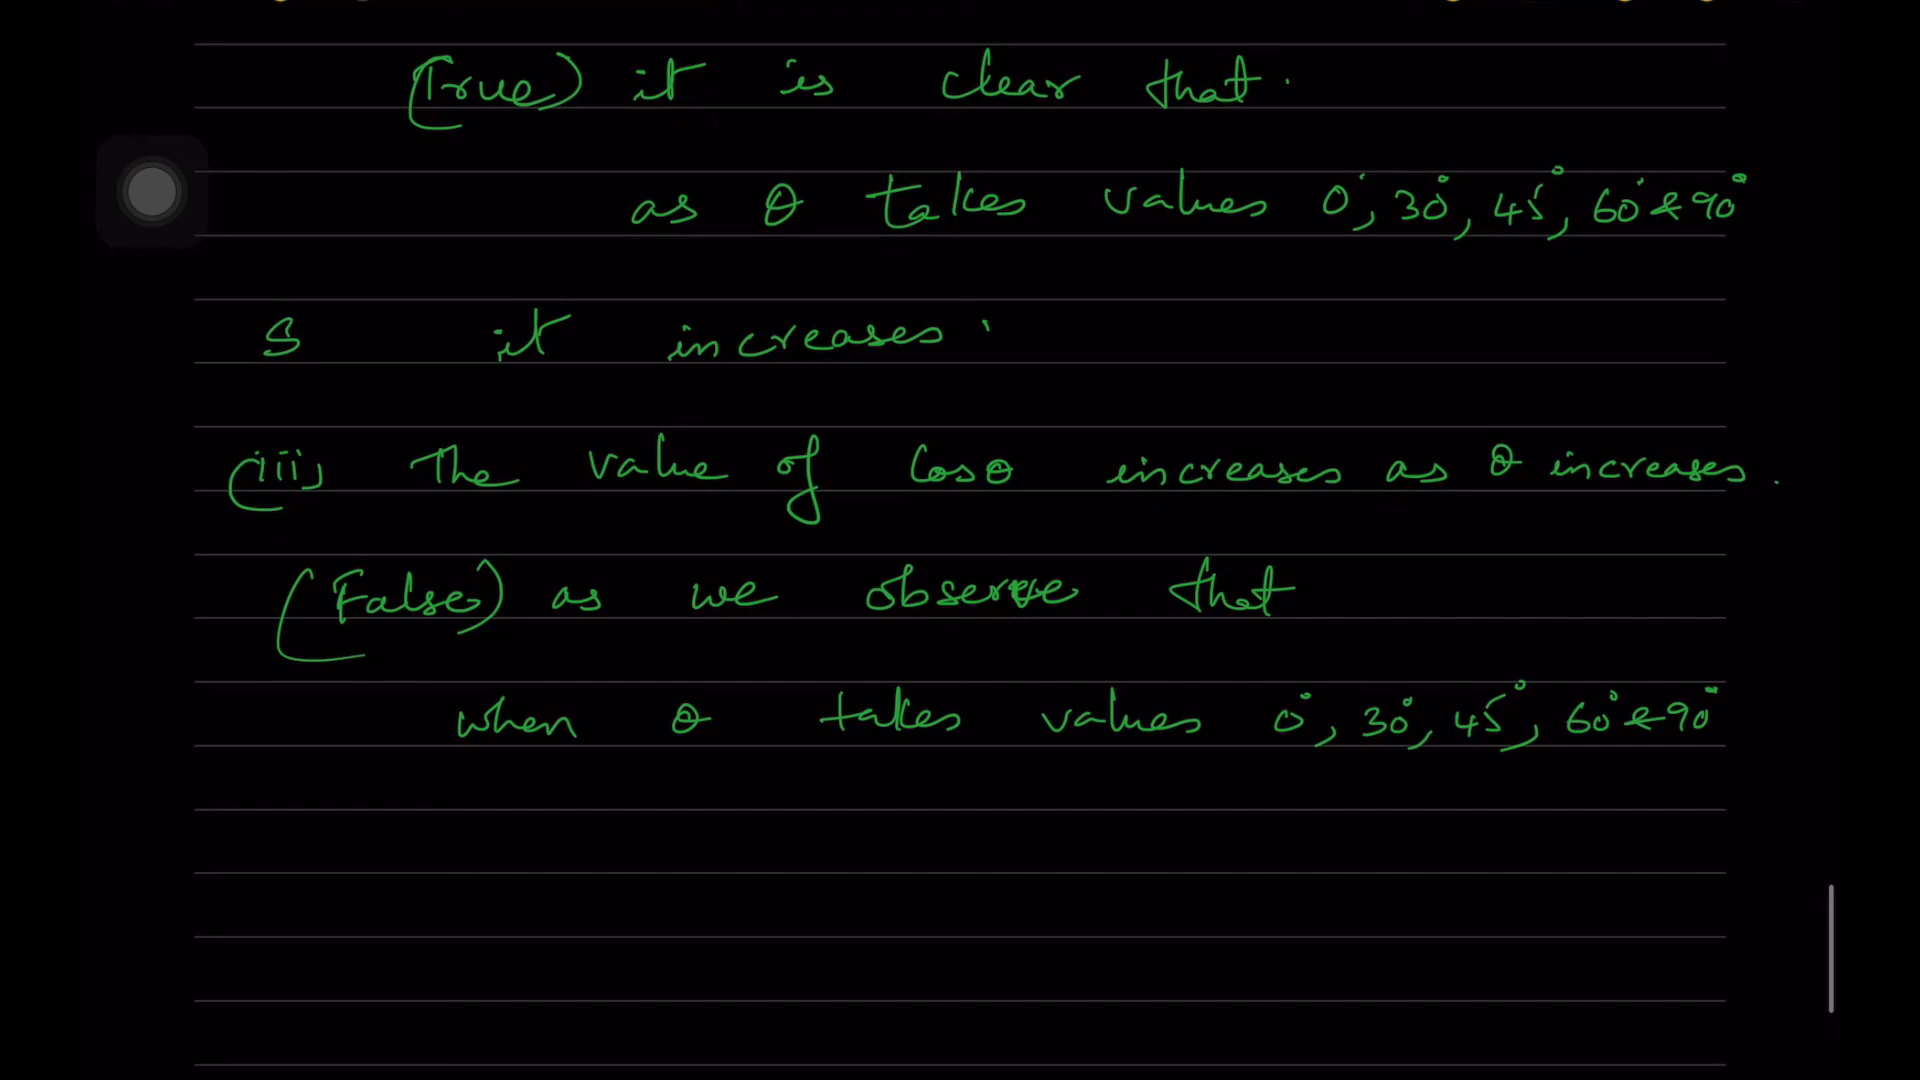 (True) it is clear that.
as θ takes values 0°, 30°, 45°, 60° & 90°
S it increases.
(iii) The value of Cosθ increases as θ increases.
(False) as we observe that
when θ takes values 0°, 30°, 45°, 60° & 90°